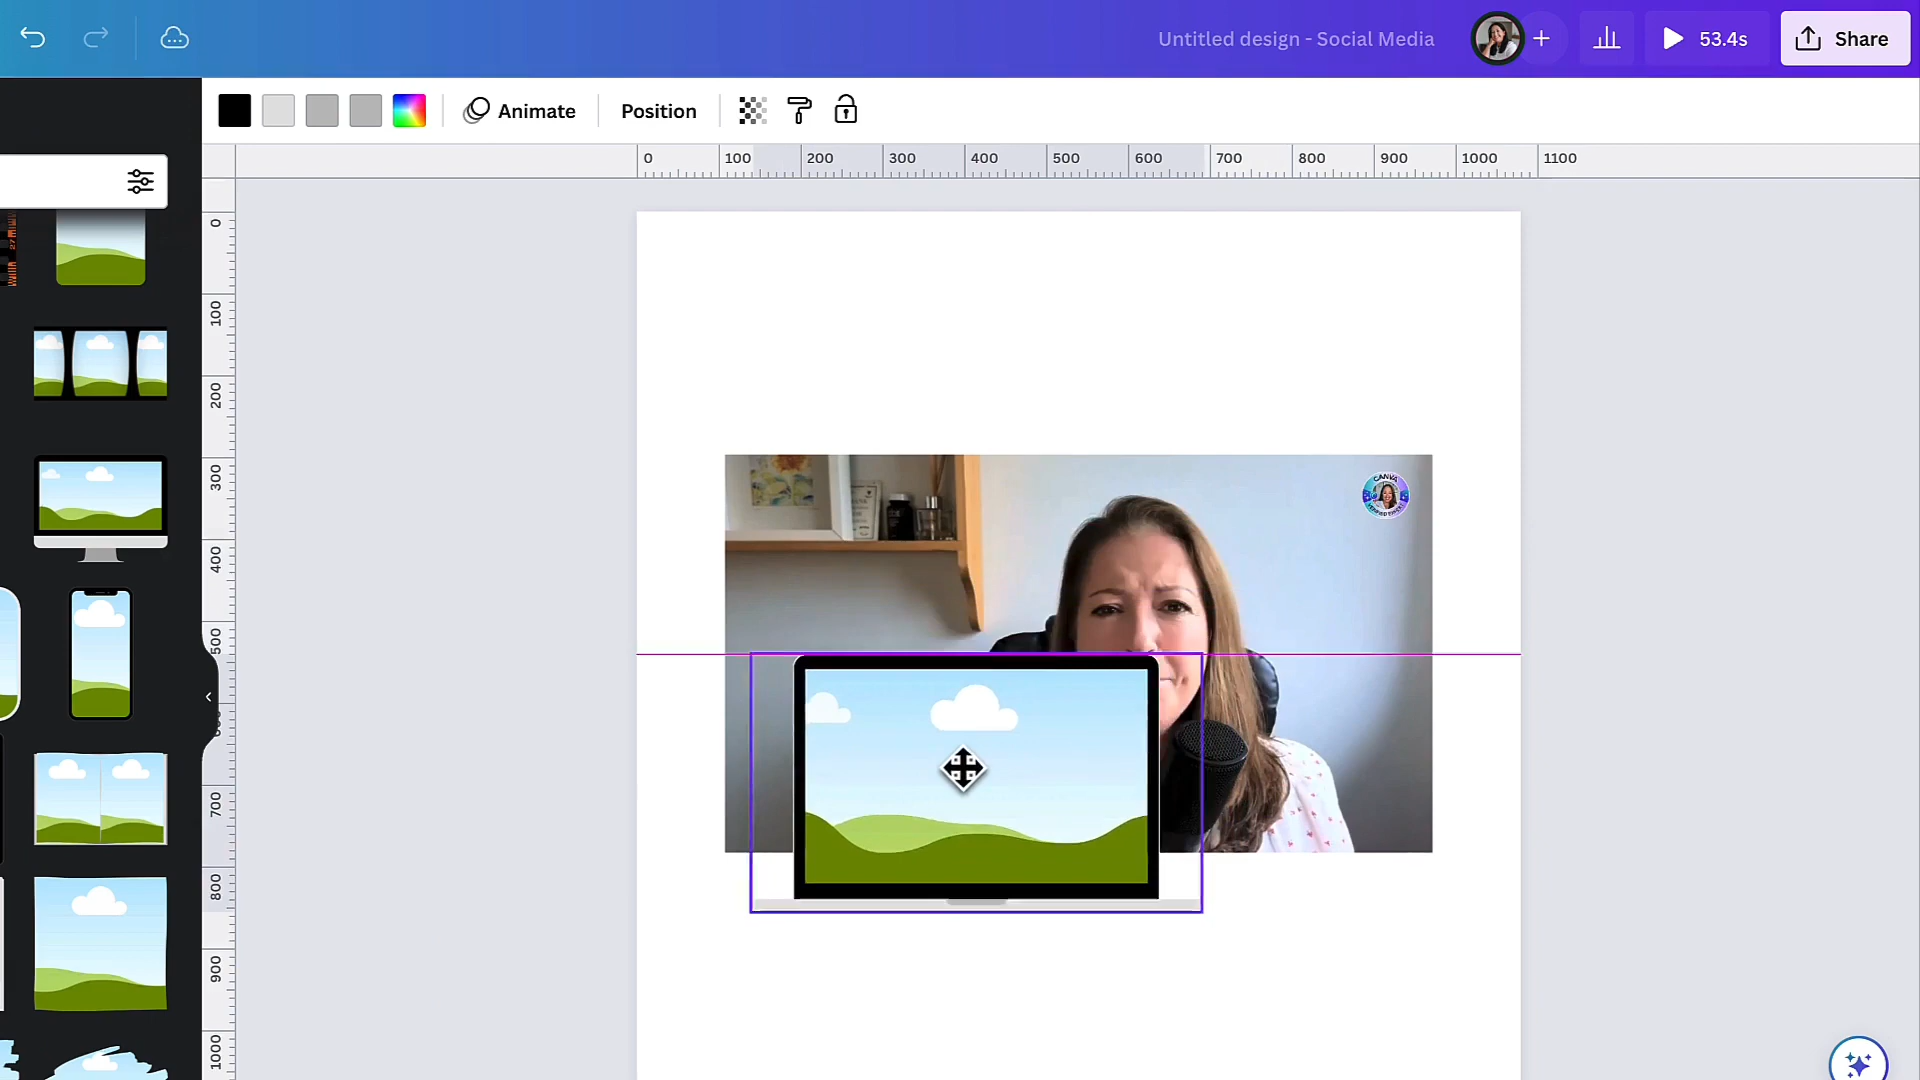 Untitled design - Social Media
53.4s
Share
Animate
Position
0 100 200 300 400 500 600 700 800 900 1000 1100
0
100
200
300
400
500
700
800
900
1000
CANVA